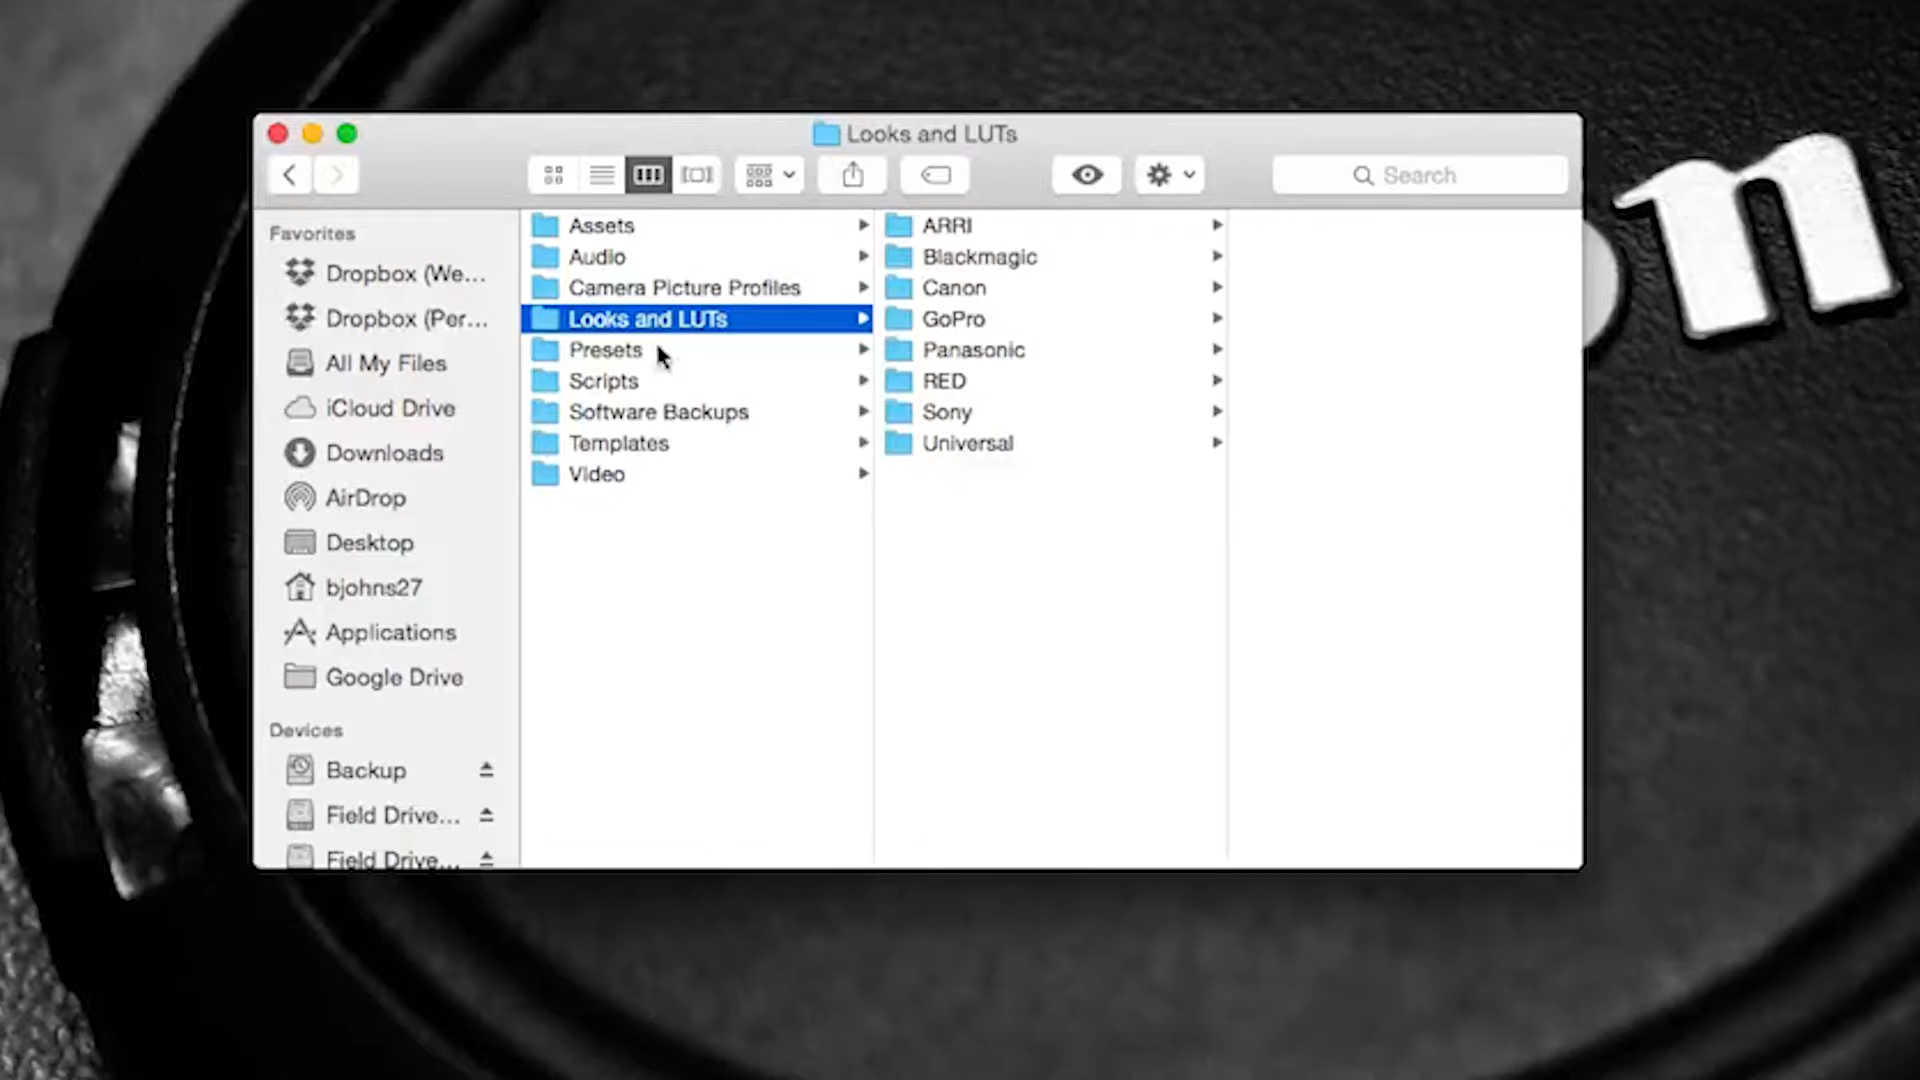 Looks and LUTs
Search
Favorites
Dropbox (We...
Dropbox (Per...
All My Files
iCloud Drive
Downloads
AirDrop
Desktop
bjohns27
Applications
Google Drive
Devices
Backup
Field Drive...
Field Drive...
Assets
Audio
Camera Picture Profiles
Looks and LUTs
Presets
Scripts
Software Backups
Templates
Video
ARRI
Blackmagic
Canon
GoPro
Panasonic
RED
Sony
Universal
on